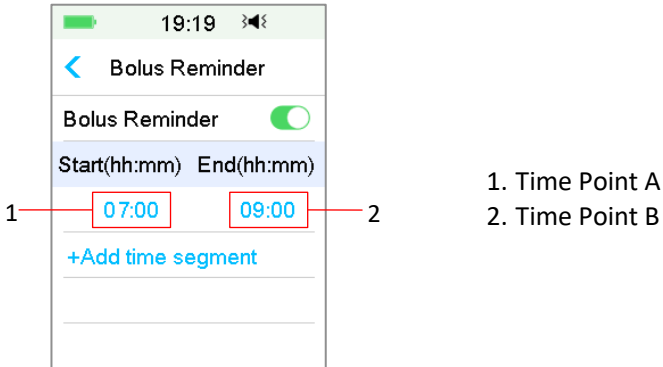 19:19
Bolus Reminder
Bolus Reminder
Start(hh:mm) End(hh:mm)
1 07:00 09:00 2
+Add time segment
1. Time Point A
2. Time Point B